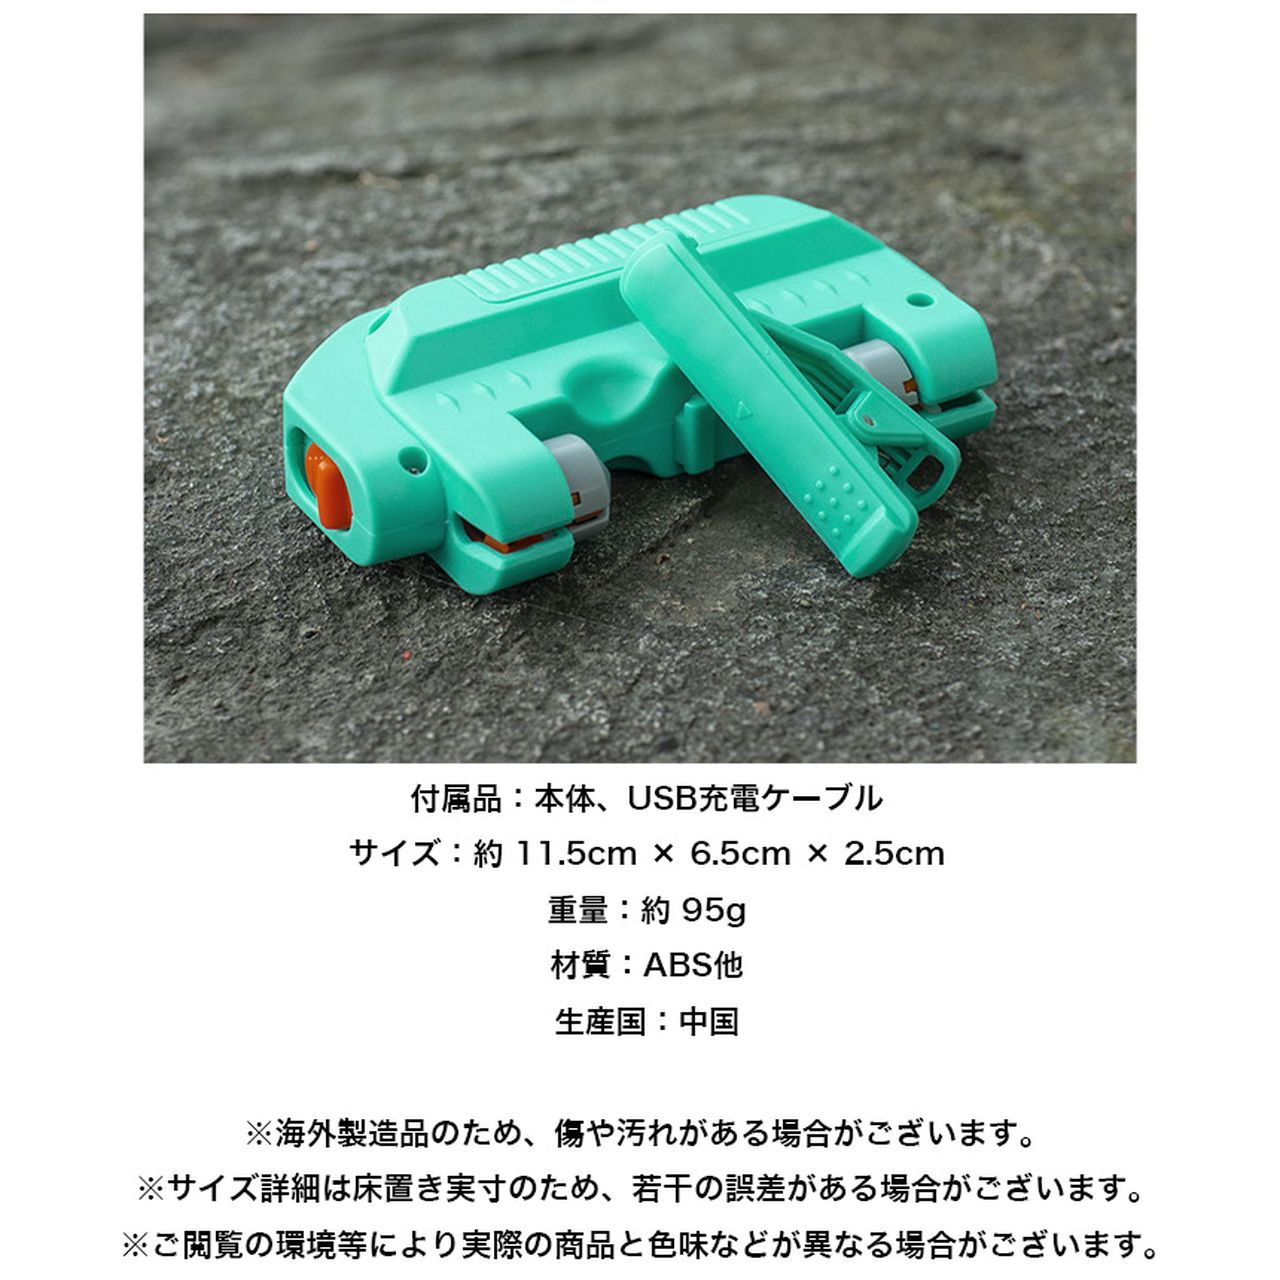 付属品：本体、USB充電ケーブル
サイズ：約 11.5cm × 6.5cm × 2.5cm
重量：約 95g
材質：ABS他
生産国：中国
※海外製造品のため、傷や汚れがある場合がございます。
※サイズ詳細は床置き実寸のため、若干の誤差がある場合がございます。
※ご閲覧の環境等により実際の商品と色味などが異なる場合がございます。